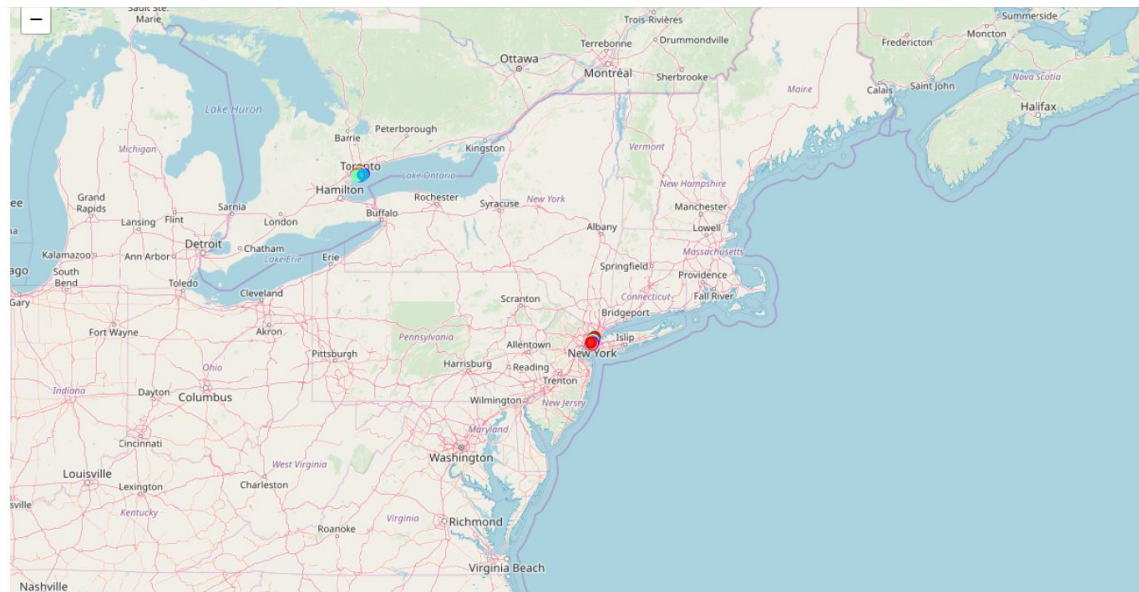 −
Sault Ste.
Marie
Trois-Rivières
Summerside
Terrebonne
Drummondville
Fredericton
Moncton
Ottawa
Montréal
Sherbrooke
Nova Scotia
Maine
Calais
Saint John
Lake Huron
Halifax
Barrie
Peterborough
Kingston
Vermont
Michigan
Toronto
Lake Ontario
New Hampshire
Hamilton
Grand
Rapids
Sarnia
Rochester
Syracuse
New York
Manchester
Lansing
Flint
London
Buffalo
Albany
Lowell
Detroit
Chatham
Massachusetts
Kalamazoo
Ann Arbor
Lake Erie
Erie
Springfield
Providence
ago
South
Bend
Toledo
Cleveland
Scranton
Connecticut
Fall River
Gary
Bridgeport
Fort Wayne
Akron
Pennsylvania
Islip
Pittsburgh
Allentown
New York
Ohio
Harrisburg
Reading
Trenton
Indiana
Dayton
Columbus
Wilmington
New Jersey
Cincinnati
Maryland
Washington
West Virginia
Louisville
Lexington
Charleston
sville
Kentucky
Virginia
Richmond
Roanoke
Virginia Beach
Nashville